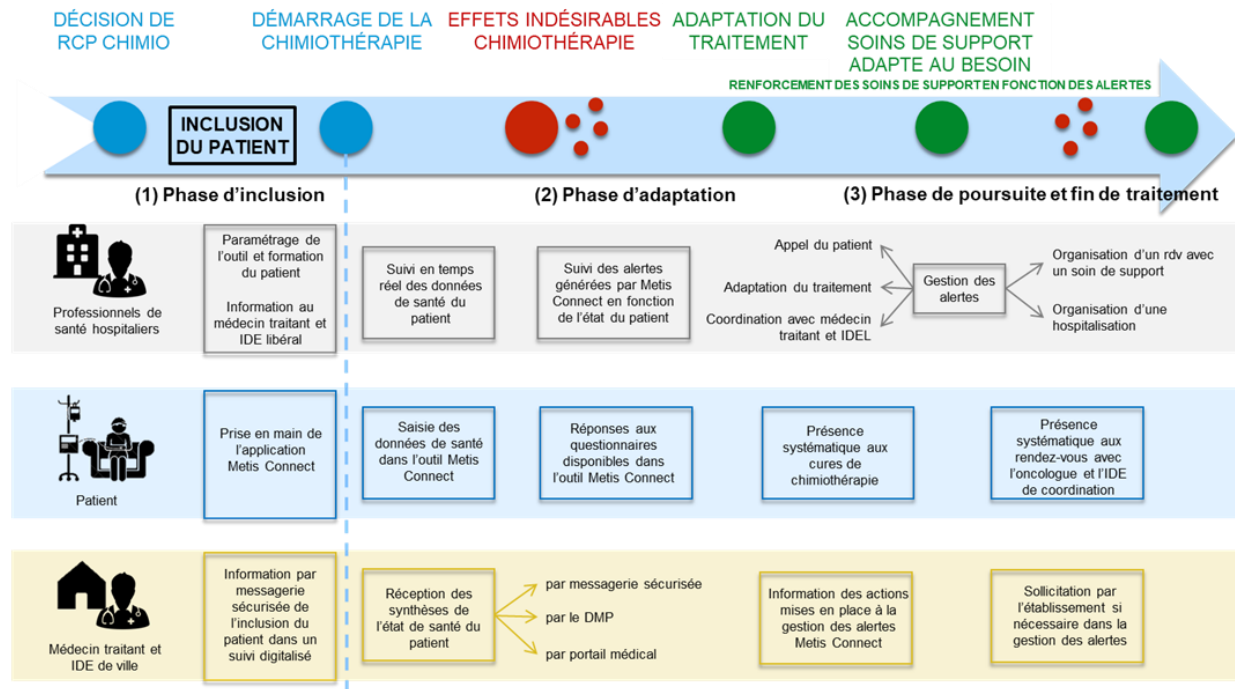 DÉCISION DE
RCP CHIMIO
DÉMARRAGE DE LA
CHIMIOTHÉRAPIE
EFFETS INDÉSIRABLES
CHIMIOTHÉRAPIE
ADAPTATION DU
TRAITEMENT
ACCOMPAGNEMENT
SOINS DE SUPPORT
ADAPTE AU BESOIN
RENFORCEMENT DES SOINS DE SUPPORT EN FONCTION DES ALERTES
INCLUSION
DU PATIENT
(1) Phase d'inclusion
(2) Phase d'adaptation
(3) Phase de poursuite et fin de traitement
Professionnels de
santé hospitaliers
Paramétrage de
l'outil et formation
du patient
Information au
médecin traitant et
IDE libéral
Suivi en temps
réel des données
de santé du
patient
Suivi des alertes
générées par Metis
Connect en fonction
de l'état du patient
Appel du patient
Adaptation du traitement
Coordination avec médecin
traitant et IDEL
Gestion des
alertes
Organisation d'un rdv avec
un soin de support
Organisation d'une
hospitalisation
Patient
Prise en main de
l'application
Metis Connect
Saisie des
données de santé
dans l'outil Metis
Connect
Réponses aux
questionnaires
disponibles dans
l'outil Metis Connect
Présence
systématique aux
cures de
chimiothérapie
Présence
systématique aux
rendez-vous avec
l'oncologue et l'IDE
de coordination
Médecin traitant et
IDE de ville
Information par
messagerie
sécurisée de
l'inclusion du
patient dans un
suivi digitalisé
Réception des
synthèses de
l'état de santé du
patient
par messagerie sécurisée
par le DMP
par portail médical
Information des actions
mises en place à la
gestion des alertes
Metis Connect
Sollicitation par
l'établissement si
nécessaire dans la
gestion des alertes